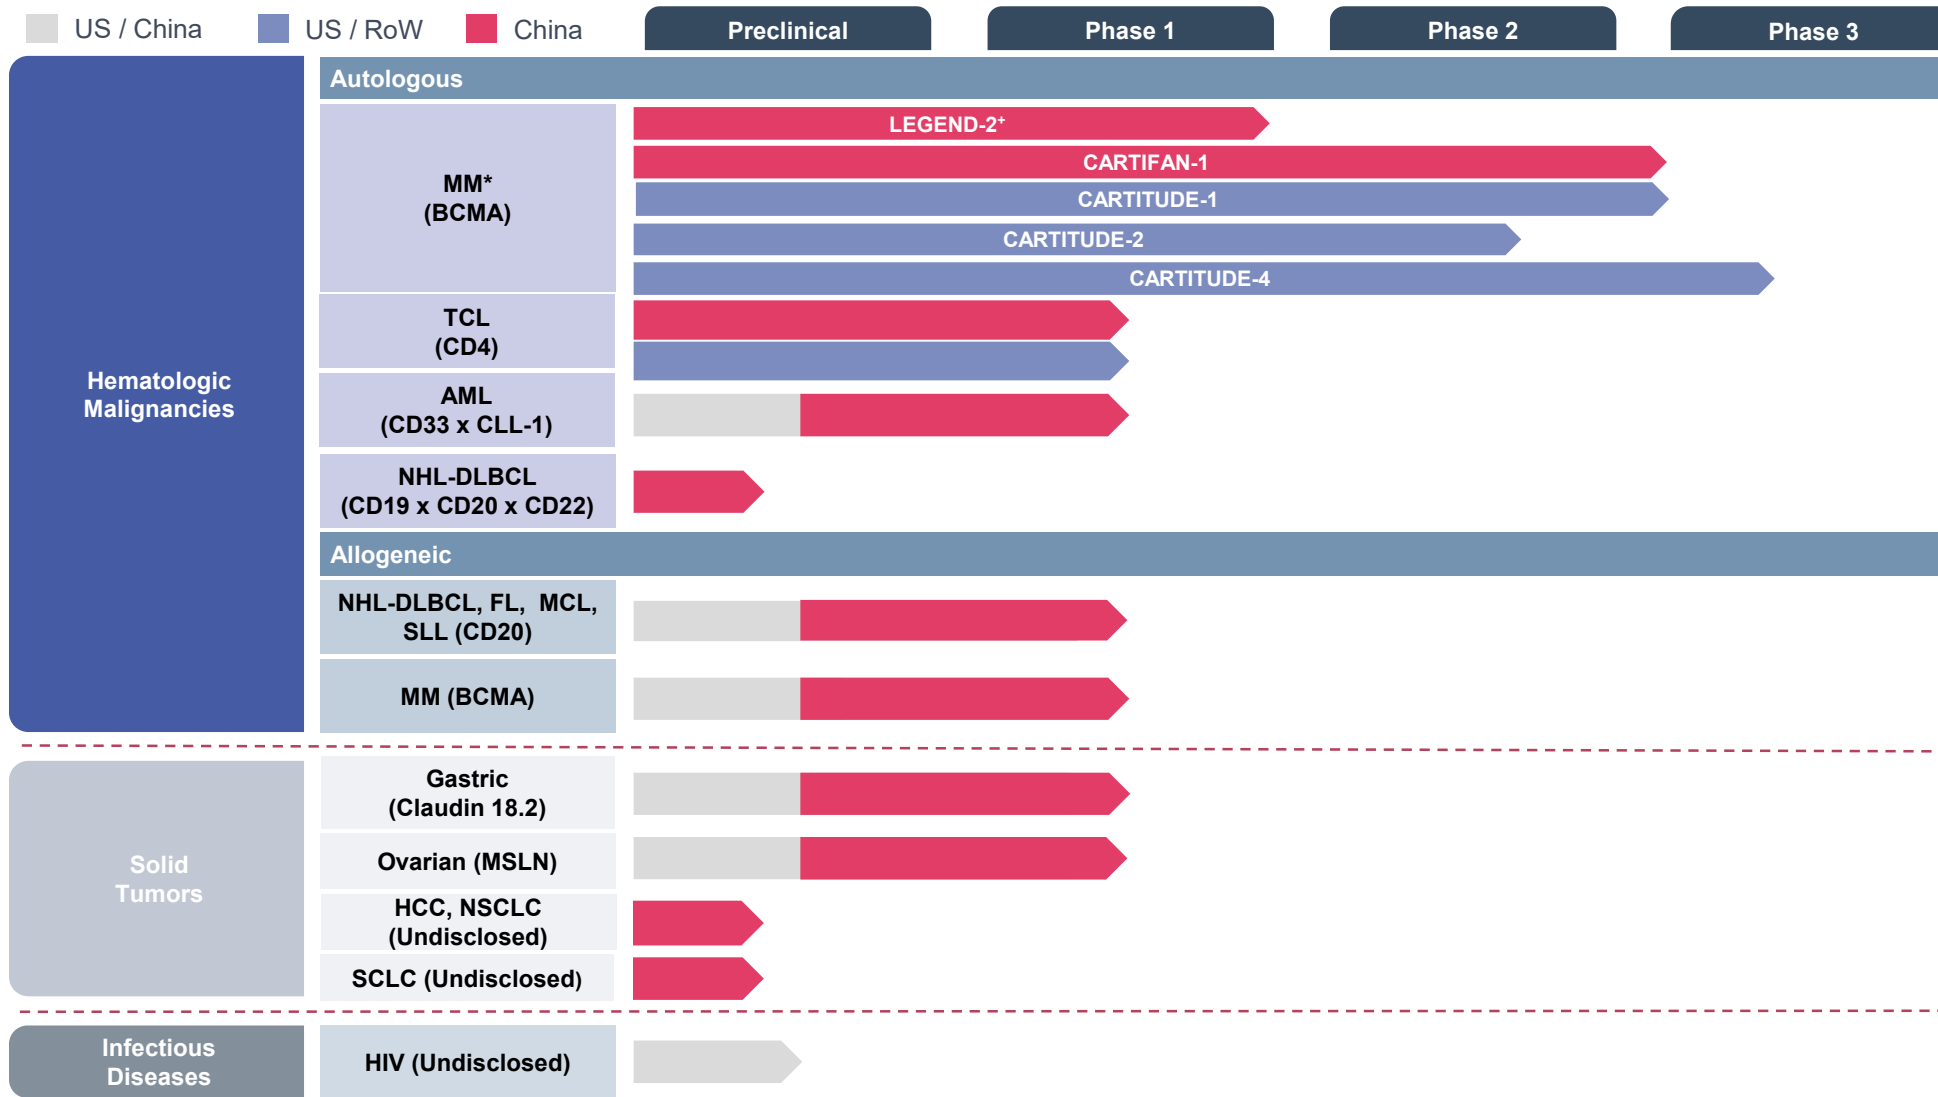 US / China
US / RoW
China
Preclinical
Phase 1
Phase 2
Phase 3
Autologous
Hematologic
Malignancies
MM*
(BCMA)
LEGEND-2+
CARTIFAN-1
CARTITUDE-1
CARTITUDE-2
CARTITUDE-4
TCL
(CD4)
AML
(CD33 x CLL-1)
NHL-DLBCL
(CD19 x CD20 x CD22)
Allogeneic
NHL-DLBCL, FL, MCL,
SLL (CD20)
MM (BCMA)
Solid
Tumors
Gastric
(Claudin 18.2)
Ovarian (MSLN)
HCC, NSCLC
(Undisclosed)
SCLC (Undisclosed)
Infectious
Diseases
HIV (Undisclosed)